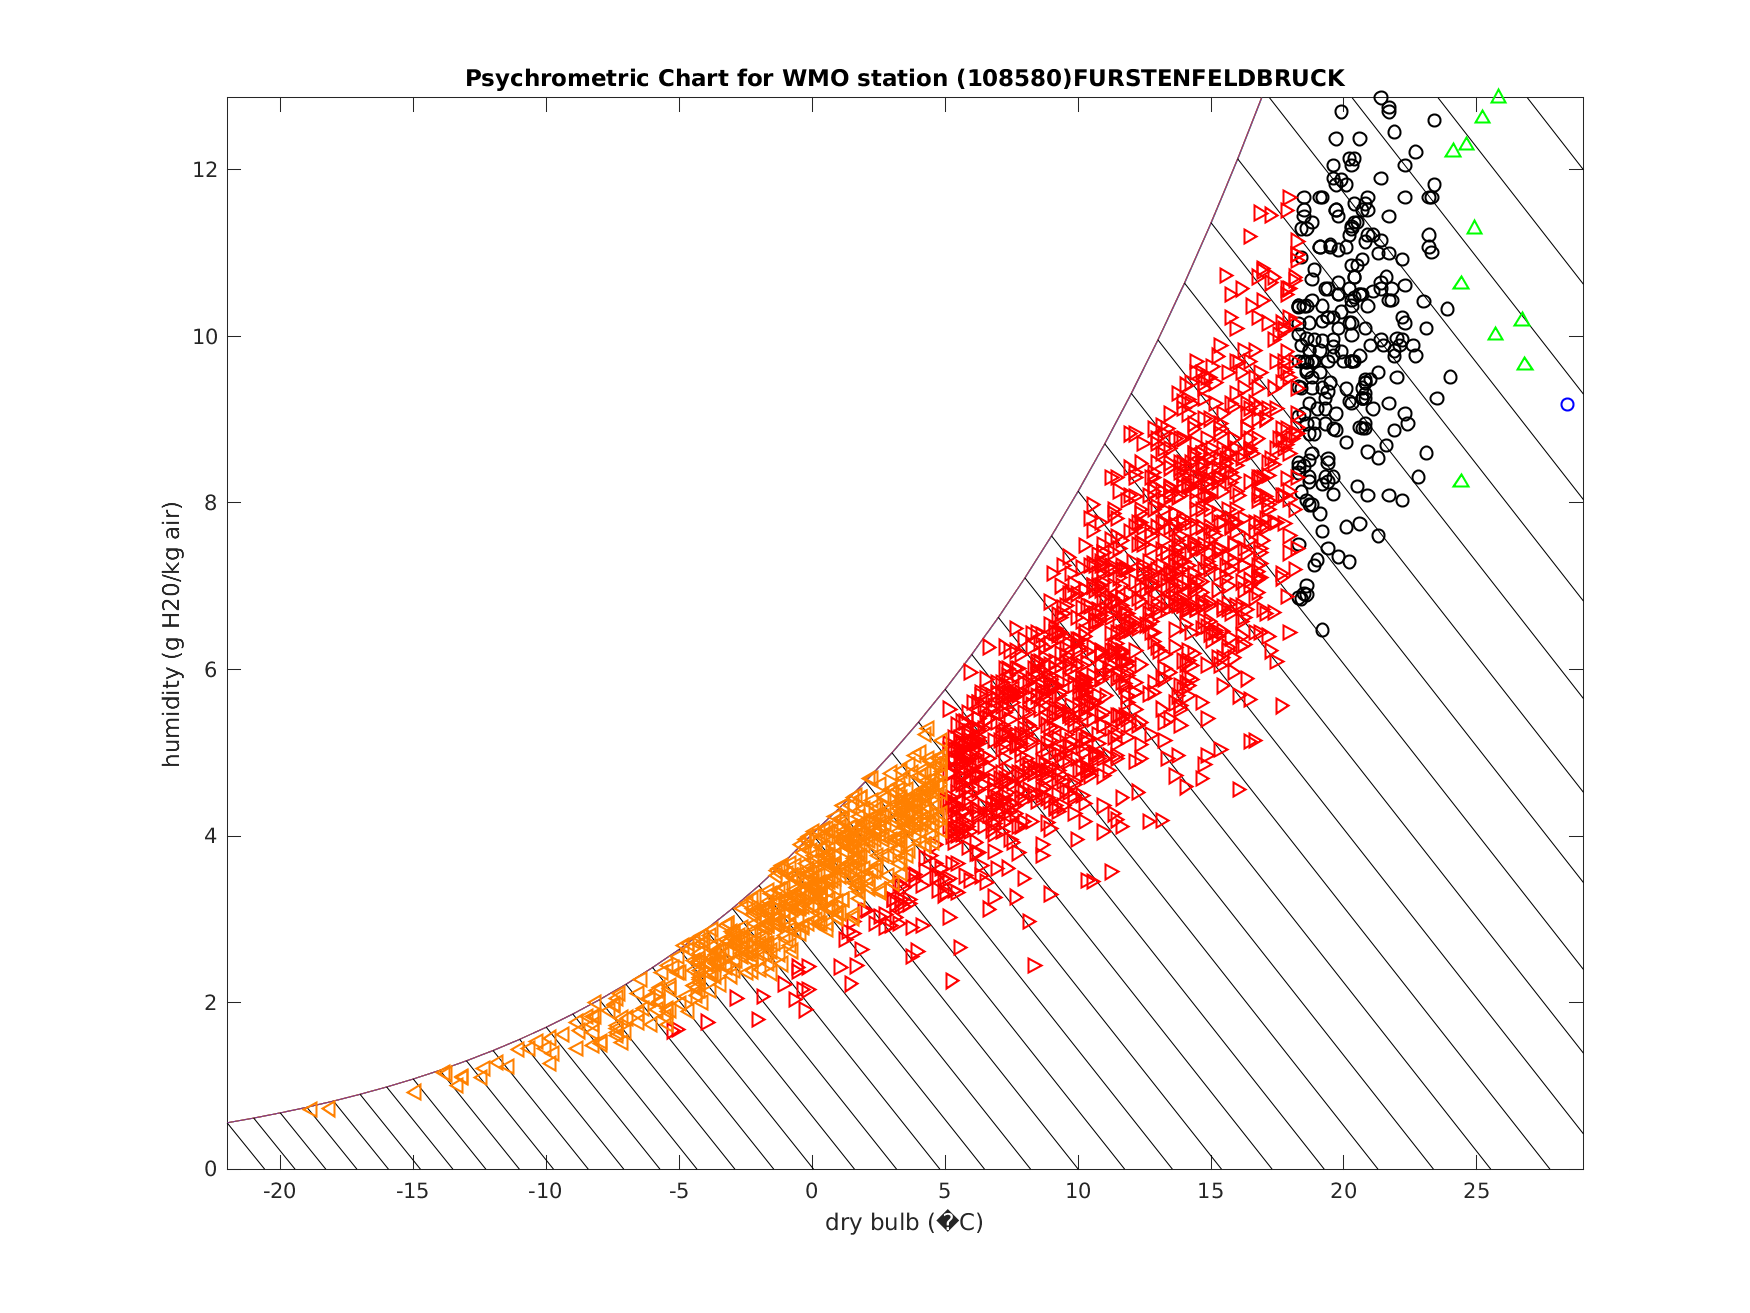 Psychrometric Chart for WMO station (108580)FURSTENFELDBRUCK
humidity (g H20/kg air)
12
10
8
6
4
2
0
-20 -15 -10 -5 0 5 10 15 20 25
dry bulb (�C)